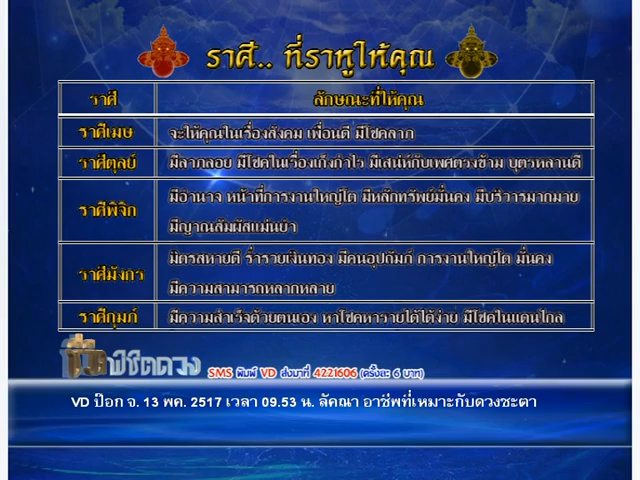 ราศี.. ที่ราหูให้คุณ
ราศี ลักษณะที่ให้คุณ
ราศีเมษ จะให้คุณในเรื่องสังคม เพื่อนดี มีโชคลาภ
ราศีตุลย์ มีลาภลอย มีโชคในเรื่องเก็งกำไร มีเสน่ห์กับเพศตรงข้าม บุตรหลานดี
ราศีพิจิก มีอำนาจ หน้าที่การงานใหญ่โต มีหลักทรัพย์มั่นคง มีบริวารมากมาย
มีญาณสัมผัสแม่นยำ
ราศีมังกร มิตรสหายดี ร่ำรวยเงินทอง มีคนอุปถัมภ์ การงานใหญ่โต มั่นคง
มีความสามารถหลากหลาย
ราศีกุมภ์ มีความสำเร็จด้วยตนเอง หาโชคหารายได้ได้ง่าย มีโชคในแดนไกล
พิชิตดวง
SMS พิมพ์ VD ส่งมาที่ 4221606 (ครั้งละ 6 บาท)
VD ป๊อก จ. 13 พค. 2517 เวลา 09.53 น. ลัคณา อาชีพที่เหมาะกับดวงชะตา